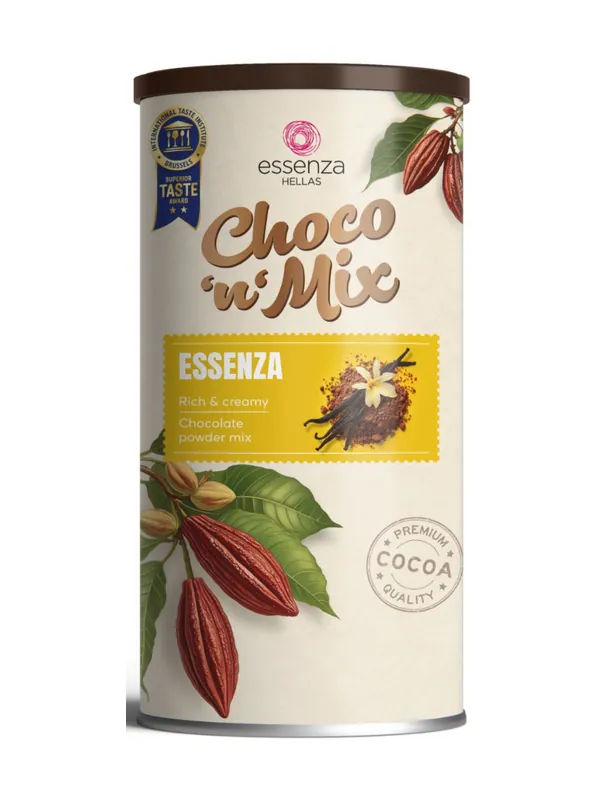 INTERNATIONAL TASTE INSTITUTE
BRUSSELS
SUPERIOR
TASTE
AWARD
essenza
HELLAS
Choco
'n' Mix
ESSENZA
Rich & creamy
Chocolate
powder mix
PREMIUM
COCOA
QUALITY